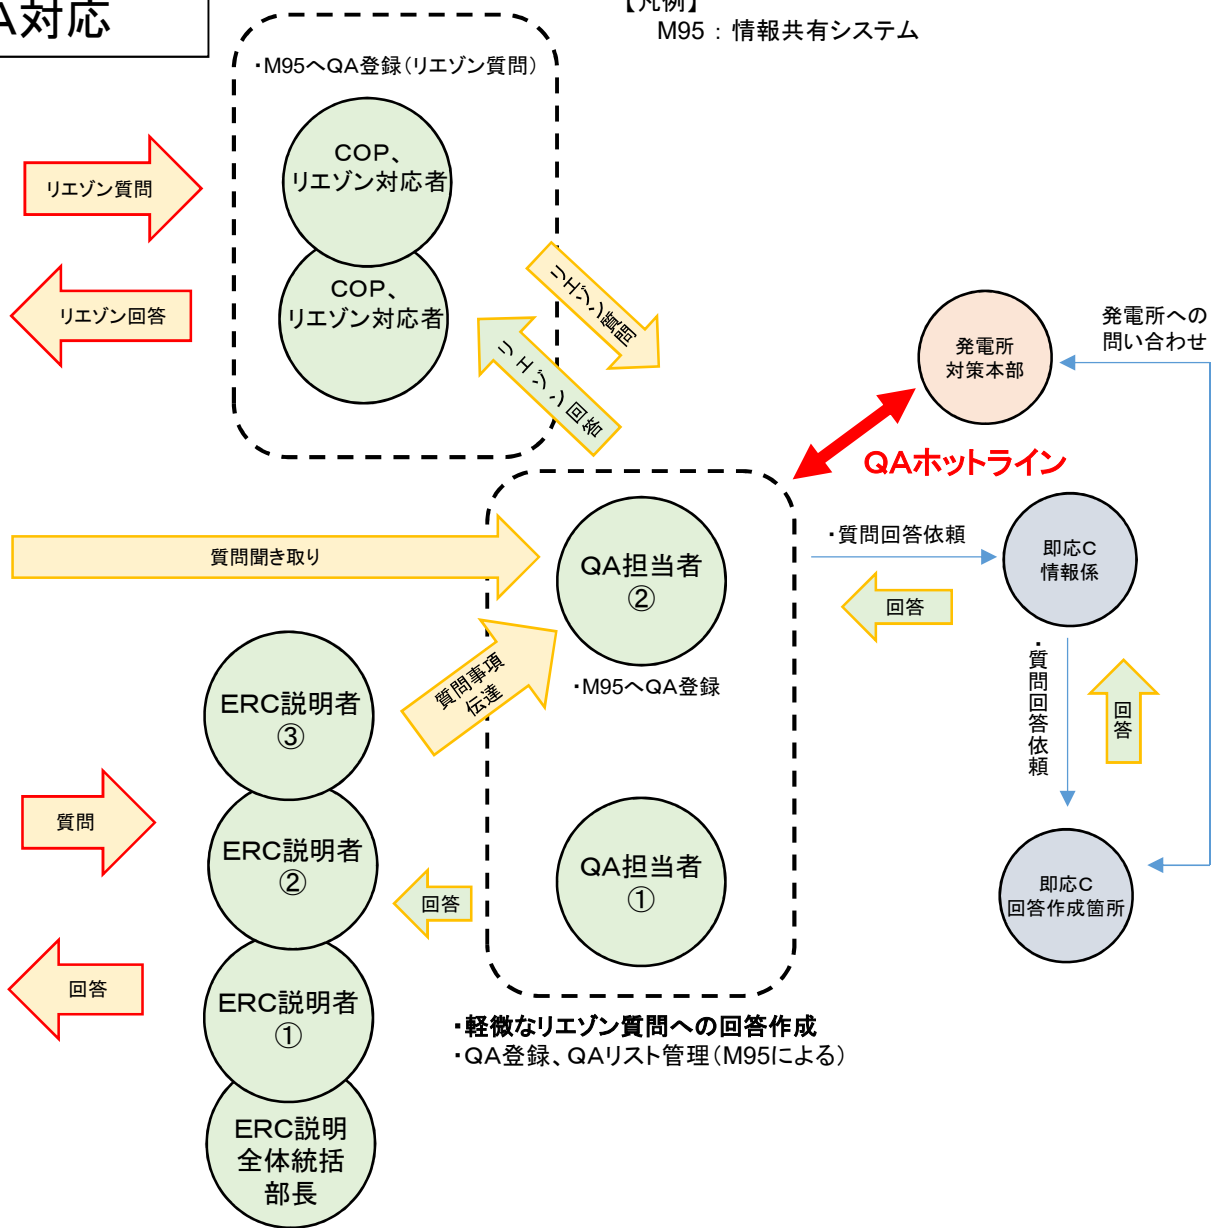 A対応
【凡例】
M95 : 情報共有システム
・M95へQA登録(リエゾン質問)
COP、
リエゾン対応者
COP、
リエゾン対応者
リエゾン質問
リエゾン回答
リエゾン質問
リエゾン回答
発電所
対策本部
発電所への
問い合わせ
QAホットライン
質問聞き取り
QA担当者
②
・M95へQA登録
・質問回答依頼
回答
即応C
情報係
・質問回答依頼
回答
質問事項
伝達
ERC説明者
③
質問
ERC説明者
②
回答
QA担当者
①
即応C
回答作成箇所
回答
ERC説明者
①
・軽微なリエゾン質問への回答作成
・QA登録、QAリスト管理(M95による)
ERC説明
全体統括
部長